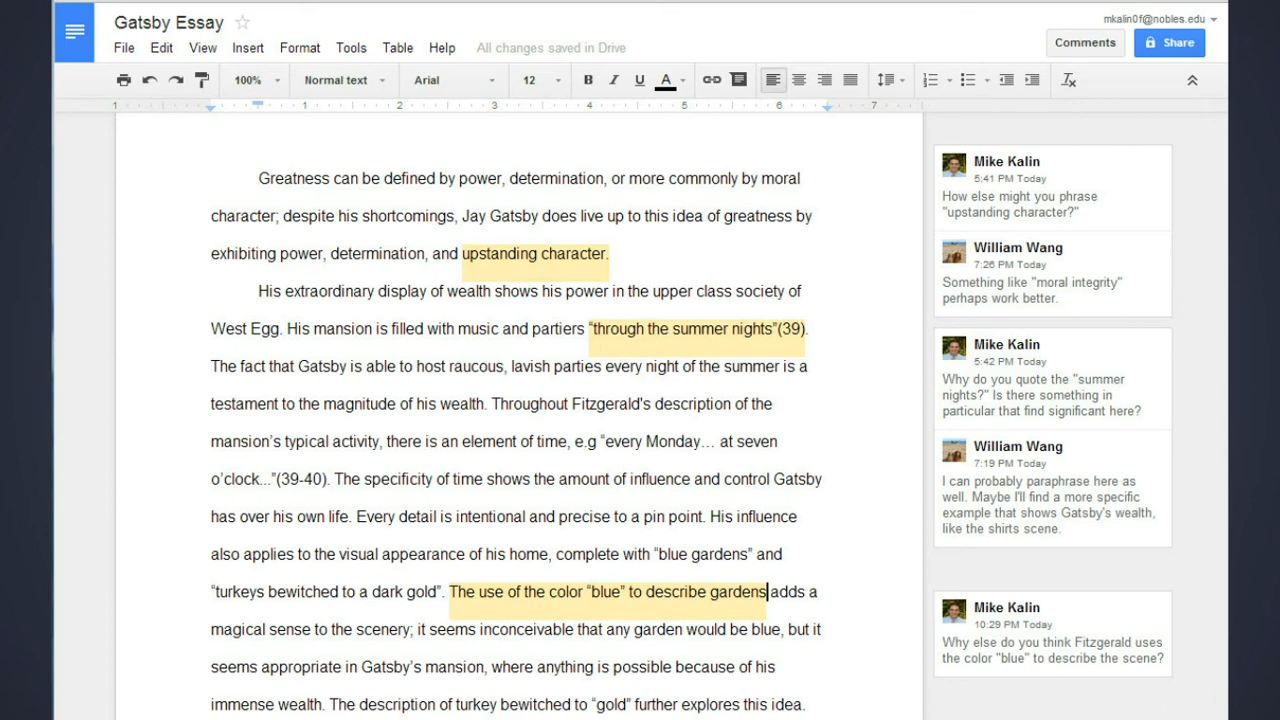 Gatsby Essay
mkalin0f@nobles.edu
File Edit View Insert Format Tools Table Help All changes saved in Drive
Comments Share
100% Normal text Arial 12 B I U A
1 1 2 3 4 5 6 7
Greatness can be defined by power, determination, or more commonly by moral
character; despite his shortcomings, Jay Gatsby does live up to this idea of greatness by
exhibiting power, determination, and upstanding character.
His extraordinary display of wealth shows his power in the upper class society of
West Egg. His mansion is filled with music and partiers “through the summer nights”(39).
The fact that Gatsby is able to host raucous, lavish parties every night of the summer is a
testament to the magnitude of his wealth. Throughout Fitzgerald's description of the
mansion’s typical activity, there is an element of time, e.g “every Monday… at seven
o’clock...”(39-40). The specificity of time shows the amount of influence and control Gatsby
has over his own life. Every detail is intentional and precise to a pin point. His influence
also applies to the visual appearance of his home, complete with “blue gardens” and
“turkeys bewitched to a dark gold”. The use of the color “blue” to describe gardens adds a
magical sense to the scenery; it seems inconceivable that any garden would be blue, but it
seems appropriate in Gatsby’s mansion, where anything is possible because of his
immense wealth. The description of turkey bewitched to “gold” further explores this idea.
Mike Kalin
5:41 PM Today
How else might you phrase
"upstanding character?"
William Wang
7:26 PM Today
Something like "moral integrity"
perhaps work better.
Mike Kalin
5:42 PM Today
Why do you quote the "summer
nights?" Is there something in
particular that find significant here?
William Wang
7:19 PM Today
I can probably paraphrase here as
well. Maybe I'll find a more specific
example that shows Gatsby's wealth,
like the shirts scene.
Mike Kalin
10:29 PM Today
Why else do you think Fitzgerald uses
the color "blue" to describe the scene?